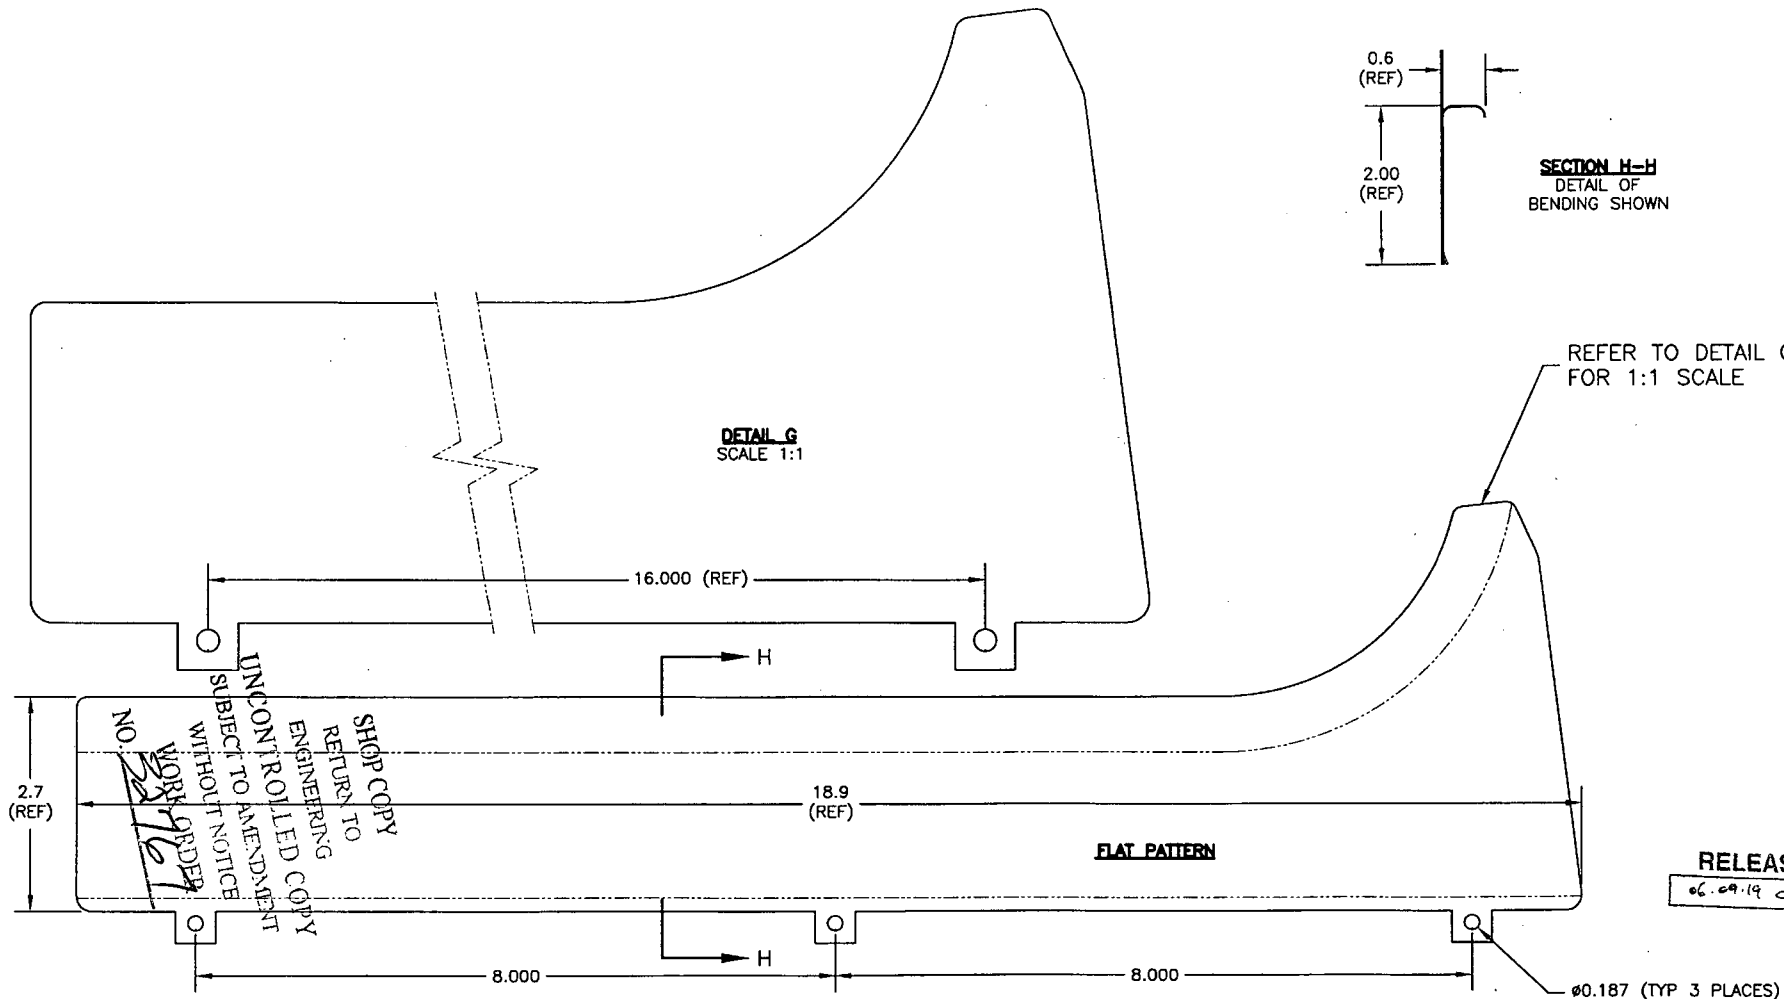 0.6
(REF)
2.00
(REF)
SECTION H-H
DETAIL OF
BENDING SHOWN
REFER TO DETAIL
FOR 1:1 SCALE
DETAIL G
SCALE 1:1
16.000 (REF)
H
2.7
(REF)
18.9
(REF)
FLAT PATTERN
SHOP COPY
RETURN TO
ENGINEERING
UNCONTROLLED COPY
SUBJECT TO AMENDMENT
WITHOUT NOTICE
WORK ORDER
NO.
RELEAS
06.09.19
H
8.000
8.000
ø0.187 (TYP 3 PLACES)